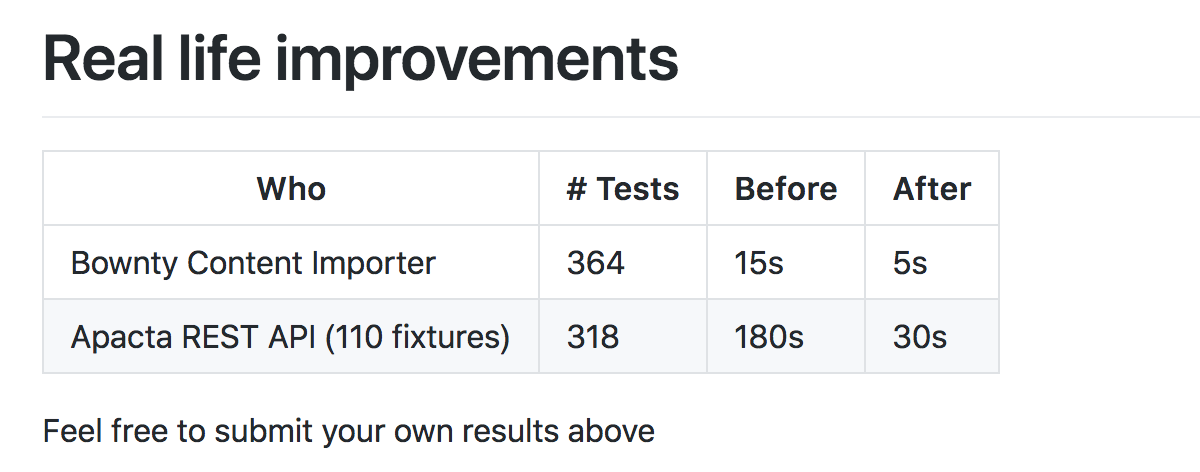 Real life improvements
Who # Tests Before After
Bownty Content Importer 364 15s 5s
Apacta REST API (110 fixtures) 318 180s 30s
Feel free to submit your own results above